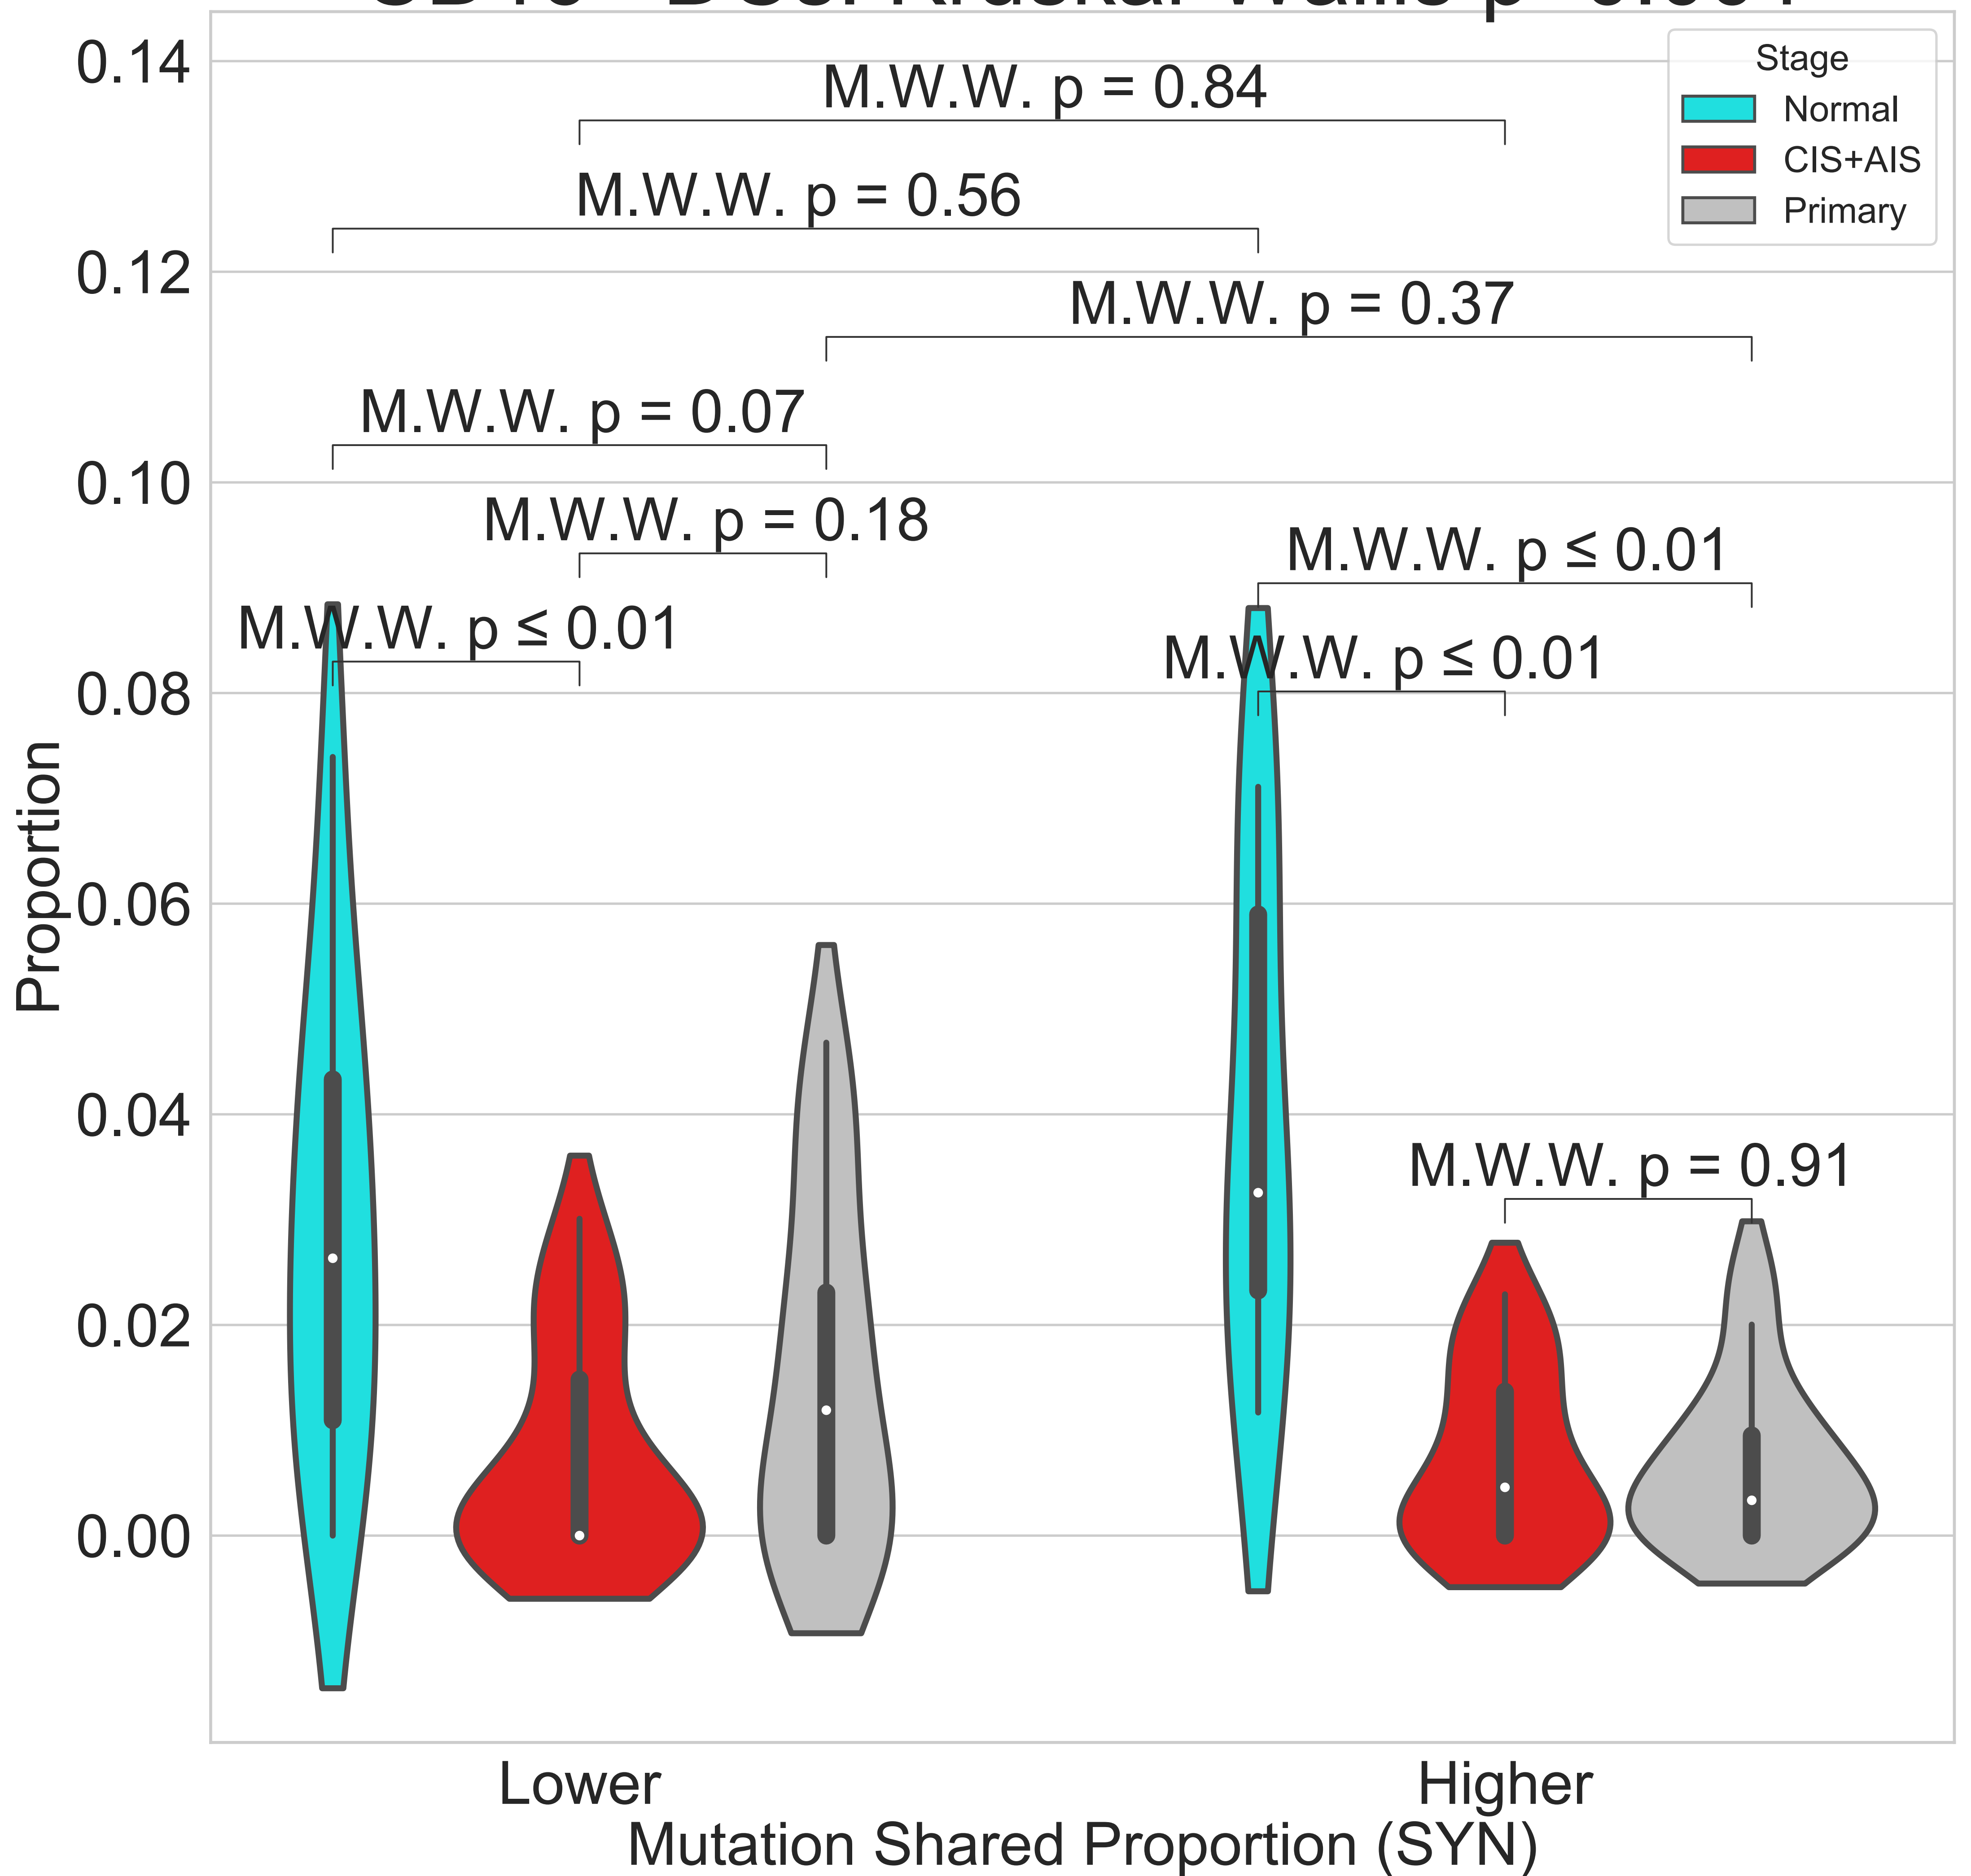 0.14
0.12
0.10
0.08
0.06
0.04
0.02
0.00
Proportion
M.W.W. p = 0.84
M.W.W. p = 0.56
M.W.W. p = 0.37
M.W.W. p = 0.07
M.W.W. p = 0.18
M.W.W. p ≤ 0.01
M.W.W. p ≤ 0.01
M.W.W. p ≤ 0.01
M.W.W. p = 0.91
Stage
Normal
CIS+AIS
Primary
Lower
Higher
Mutation Shared Proportion (SYN)